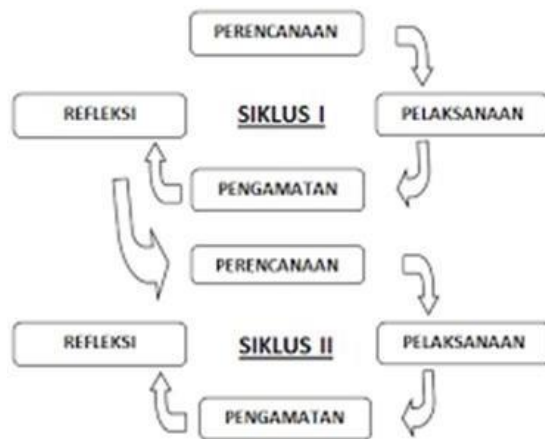 PERENCANAAN
REFLEKSI
SIKLUS I
PELAKSANAAN
PENGAMATAN
PERENCANAAN
REFLEKSI
SIKLUS II
PELAKSANAAN
PENGAMATAN